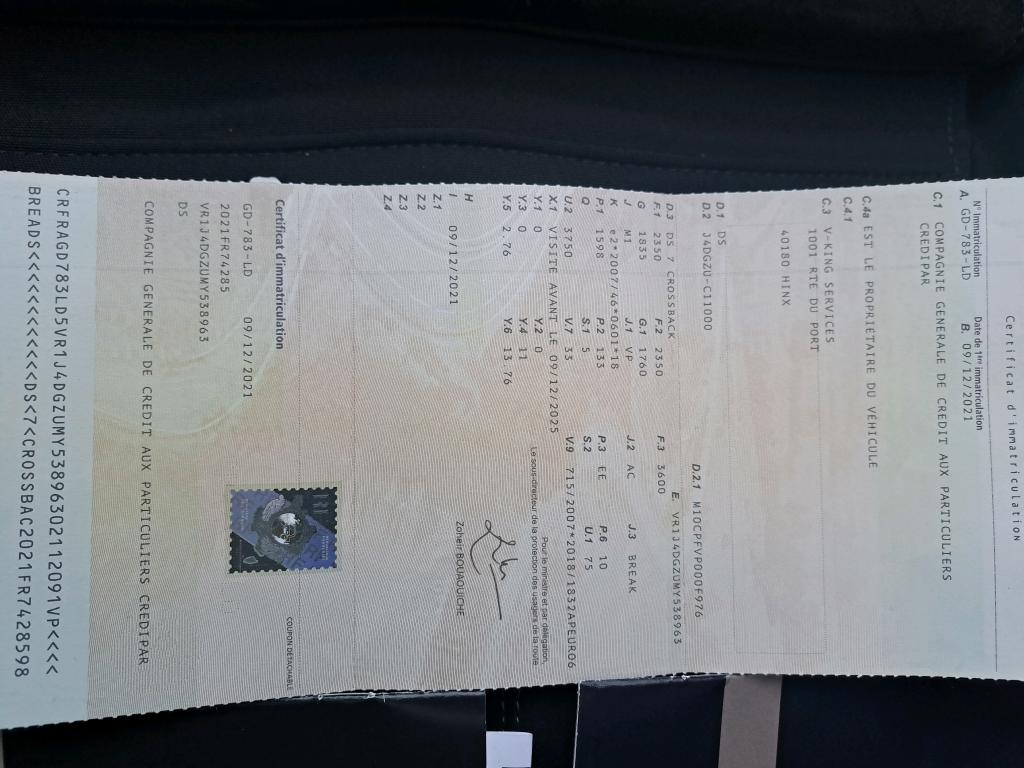 Certificat d'immatriculation
N° Immatriculation Date de 1ère immatriculation
A. GD-783-LD B. 09/12/2021
C.1 COMPAGNIE GENERALE DE CREDIT AUX PARTICULIERS
CREDIPAR
C.4a EST LE PROPRIETAIRE DU VÉHICULE
C.4.1
C.3 V-KING SERVICES
1001 RTE DU PORT
40180 HINX
D.1 DS
D.2 J4DGZU-C11000 D.2.1 M10CPFVP000F976
D.3 DS 7 CROSSBACK E. VR1J4DGZUMY538963
F.1 2350 F.2 2350 F.3 3600
G 1835 G.1 1760
J M1 J.1 VP J.2 AC J.3 BREAK
K e2*2007/46*0601*18
P.1 1598 P.2 133 P.3 EE P.6 10
Q S.1 5 S.2 U.1 75
U.2 3750 V.7 33 V.9 715/2007*2018/1832APEURO6
X.1 VISITE AVANT LE 09/12/2025
Y.1 0 Y.2 0
Y.3 0 Y.4 11
Y.5 2.76 Y.6 13.76
Pour le ministre et par délégation,
Le sous-directeur de la protection des usagers de la route
H
I 09/12/2021
Zoheir BOUAOUICHE
Z.1
Z.2
Z.3
Z.4
Certificat d'immatriculation
COUPON DÉTACHABLE
GD-783-LD 09/12/2021
2021FR74285
VR1J4DGZUMY538963
DS
COMPAGNIE GENERALE DE CREDIT AUX PARTICULIERS CREDIPAR
CRFRAGD783LD5VR1J4DGZUMY53896302112091VP<<<<
BREADS<<<<<<<<<<<<DS<7<CROSSBAC2021FR7428598